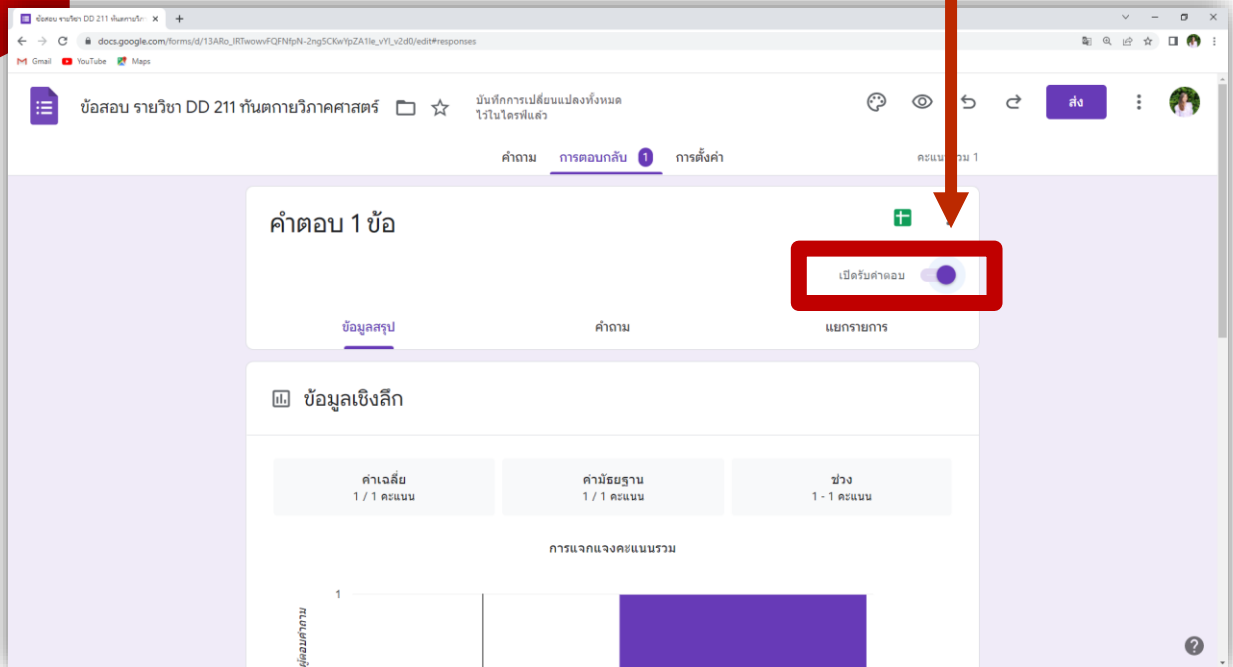 ข้อสอบ รายวิชา DD 211 ทันตกายวิภาค
docs.google.com/forms/d/13ARo_IRTwowvFQFNfpN-2ng5CKwYpZA1Ie_vYI_v2d0/edit#responses
Gmail YouTube Maps
ข้อสอบ รายวิชา DD 211 ทันตกายวิภาคศาสตร์
บันทึกการเปลี่ยนแปลงทั้งหมด
ไว้ในไดรฟ์แล้ว
ส่ง
คำถาม การตอบกลับ 1 การตั้งค่า
คะแนนรวม 1
คำตอบ 1 ข้อ
เปิดรับคำตอบ
ข้อมูลสรุป คำถาม แยกรายการ
ข้อมูลเชิงลึก
ค่าเฉลี่ย ค่ามัธยฐาน ช่วง
1 / 1 คะแนน 1 / 1 คะแนน 1 - 1 คะแนน
การแจกแจงคะแนนรวม
1
ผู้ตอบคำถาม